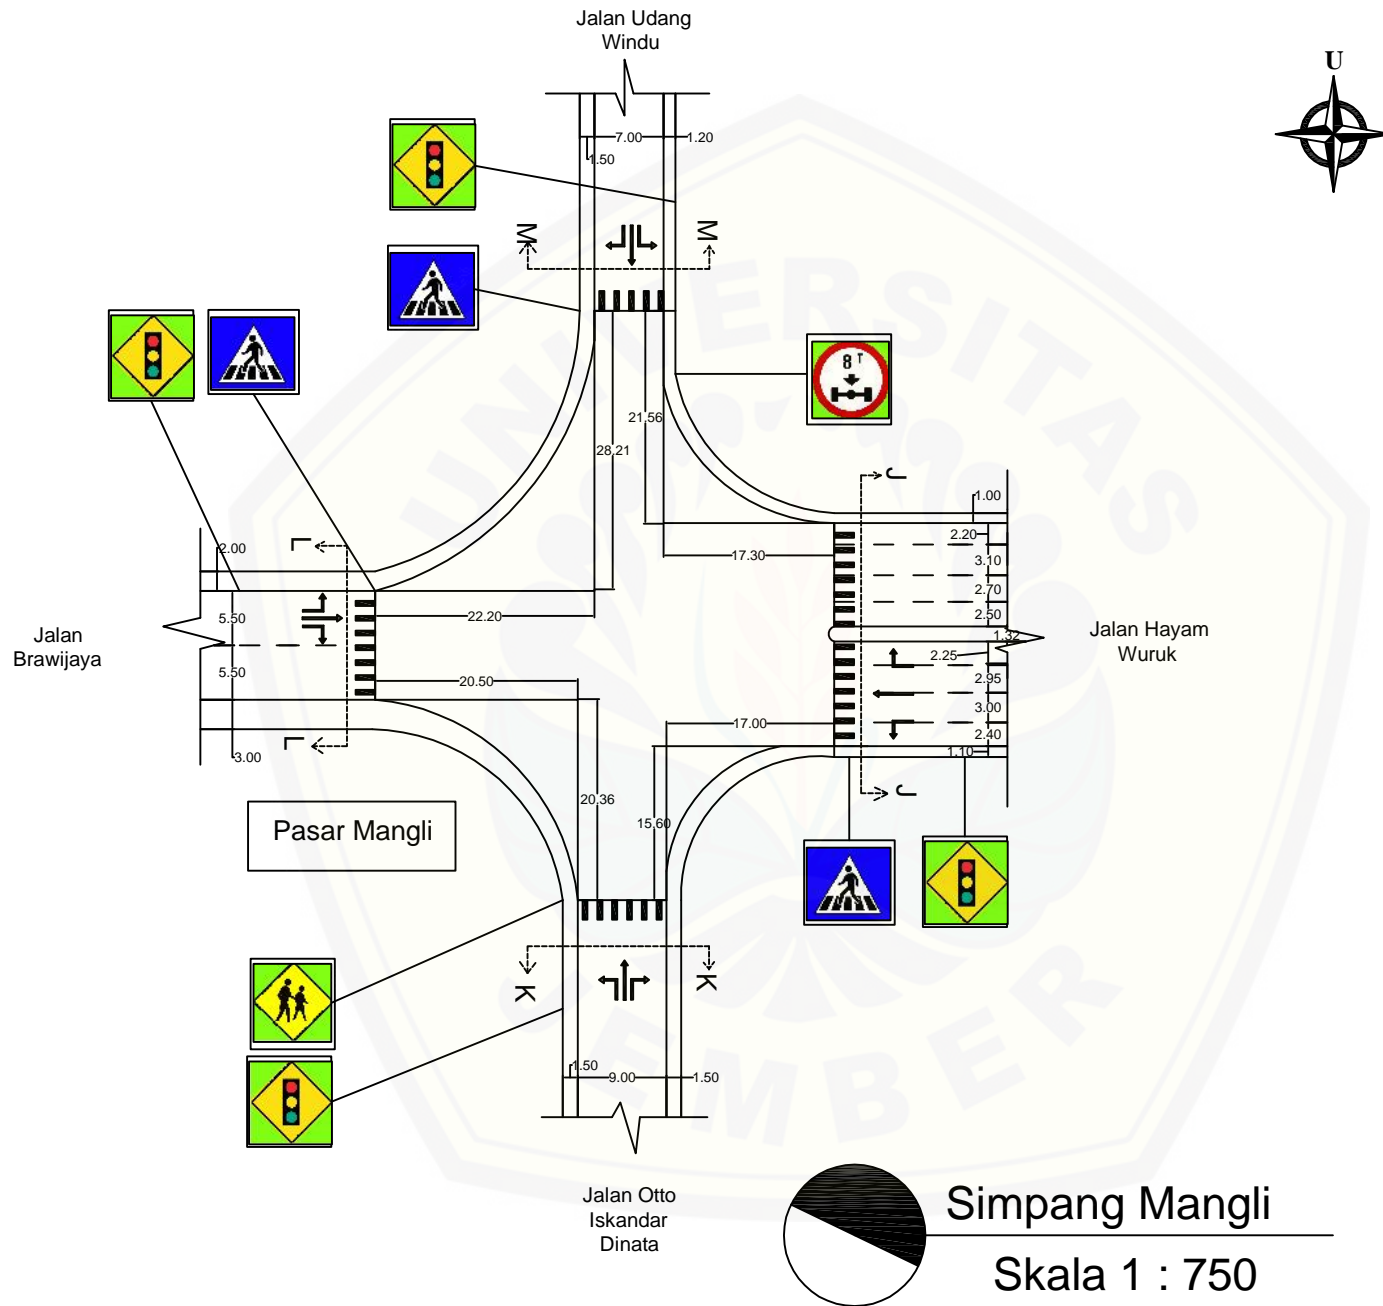 Jalan Udang
Windu
U
7.00
1.20
1.50
M
M
8 T
21.56
28.21
J
1.00
2.20
3.10
2.70
2.50
1.32
2.25
2.95
3.00
2.40
1.10
17.30
L
2.00
5.50
5.50
3.00
22.20
20.50
17.00
Jalan
Brawijaya
Jalan Hayam
Wuruk
L
J
20.36
15.60
Pasar Mangli
K
K
1.50
9.00
1.50
Jalan Otto
Iskandar
Dinata
UNIVERSITAS
JEMBER
Simpang Mangli
Skala 1 : 750